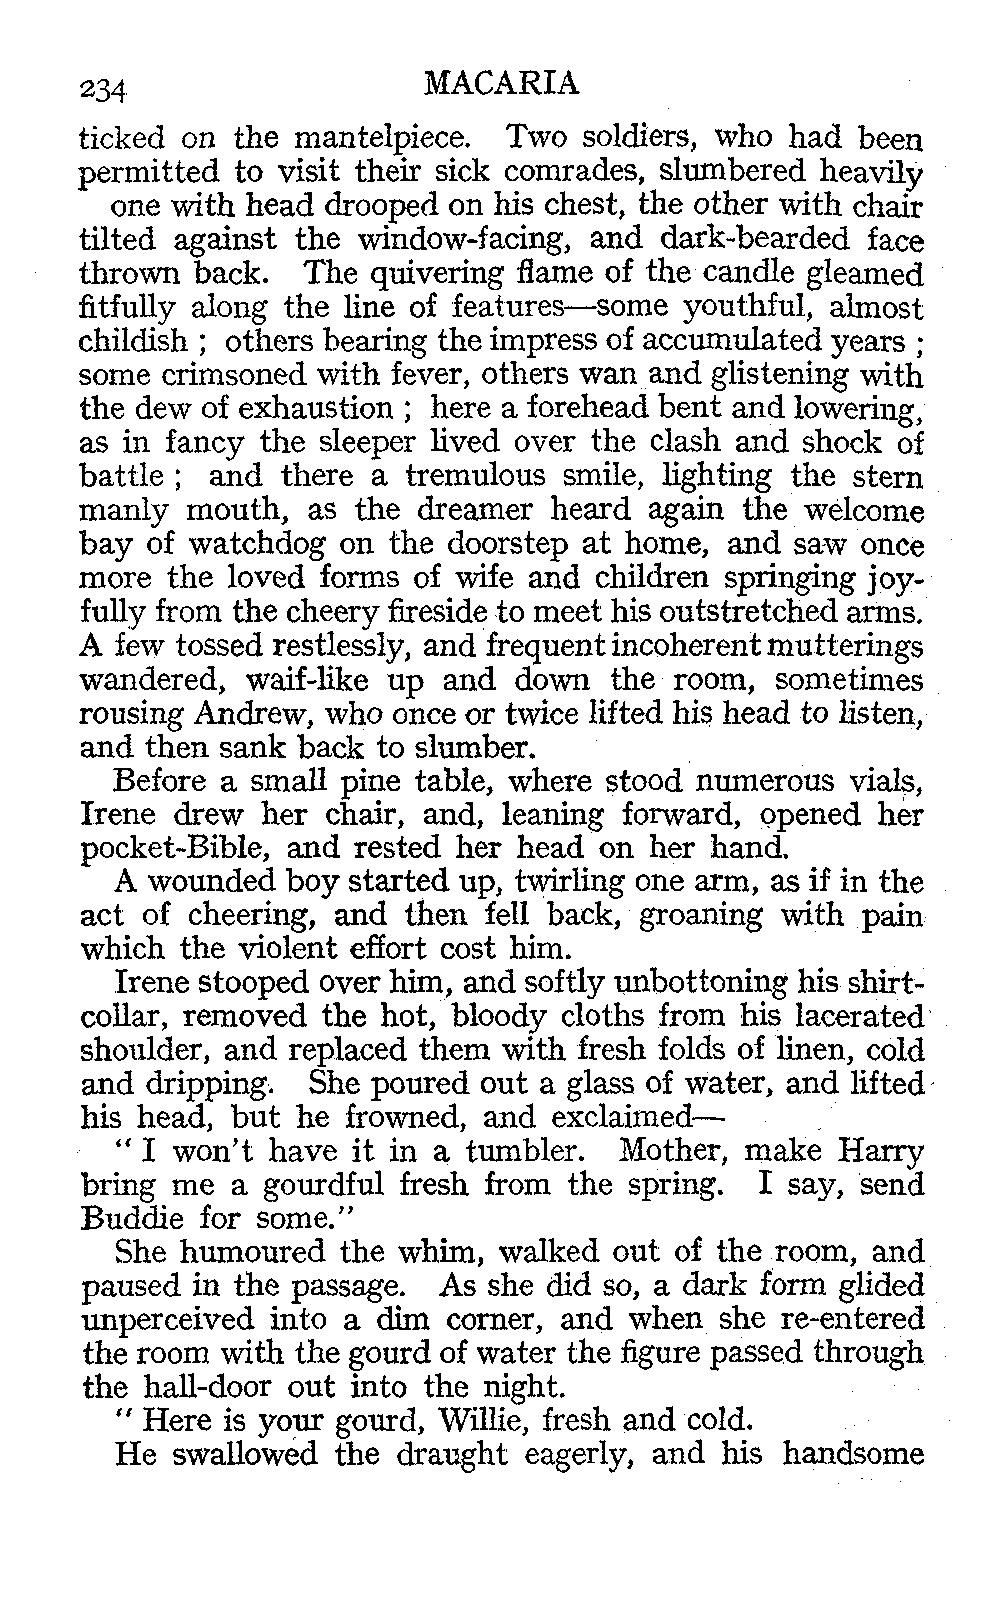 234 MACARIA
ticked on the mantelpiece. Two soldiers, who had been
permitted to visit their sick comrades, slumbered heavily
one with head drooped on his chest, the other with chair
tilted against the window-facing, and dark-bearded face
thrown back. The quivering flame of the candle gleamed
fitfully along the line of features—some youthful, almost
childish ; others bearing the impress of accumulated years ;
some crimsoned with fever, others wan and glistening with
the dew of exhaustion ; here a forehead bent and lowering,
as in fancy the sleeper lived over the clash and shock of
battle ; and there a tremulous smile, lighting the stern
manly mouth, as the dreamer heard again the welcome
bay of watchdog on the doorstep at home, and saw once
more the loved forms of wife and children springing joy-
fully from the cheery fireside to meet his outstretched arms.
A few tossed restlessly, and frequent incoherent mutterings
wandered, waif-like up and down the room, sometimes
rousing Andrew, who once or twice lifted his head to listen,
and then sank back to slumber.
Before a small pine table, where stood numerous vials,
Irene drew her chair, and, leaning forward, opened her
pocket-Bible, and rested her head on her hand.
A wounded boy started up, twirling one arm, as if in the
act of cheering, and then fell back, groaning with pain
which the violent effort cost him.
Irene stooped over him, and softly unbottoning his shirt-
collar, removed the hot, bloody cloths from his lacerated
shoulder, and replaced them with fresh folds of linen, cold
and dripping. She poured out a glass of water, and lifted
his head, but he frowned, and exclaimed—
" I won't have it in a tumbler. Mother, make Harry
bring me a gourdful fresh from the spring. I say, send
Buddie for some."
She humoured the whim, walked out of the room, and
paused in the passage. As she did so, a dark form glided
unperceived into a dim corner, and when she re-entered
the room with the gourd of water the figure passed through
the hall-door out into the night.
" Here is your gourd, Willie, fresh and cold.
He swallowed the draught eagerly, and his handsome